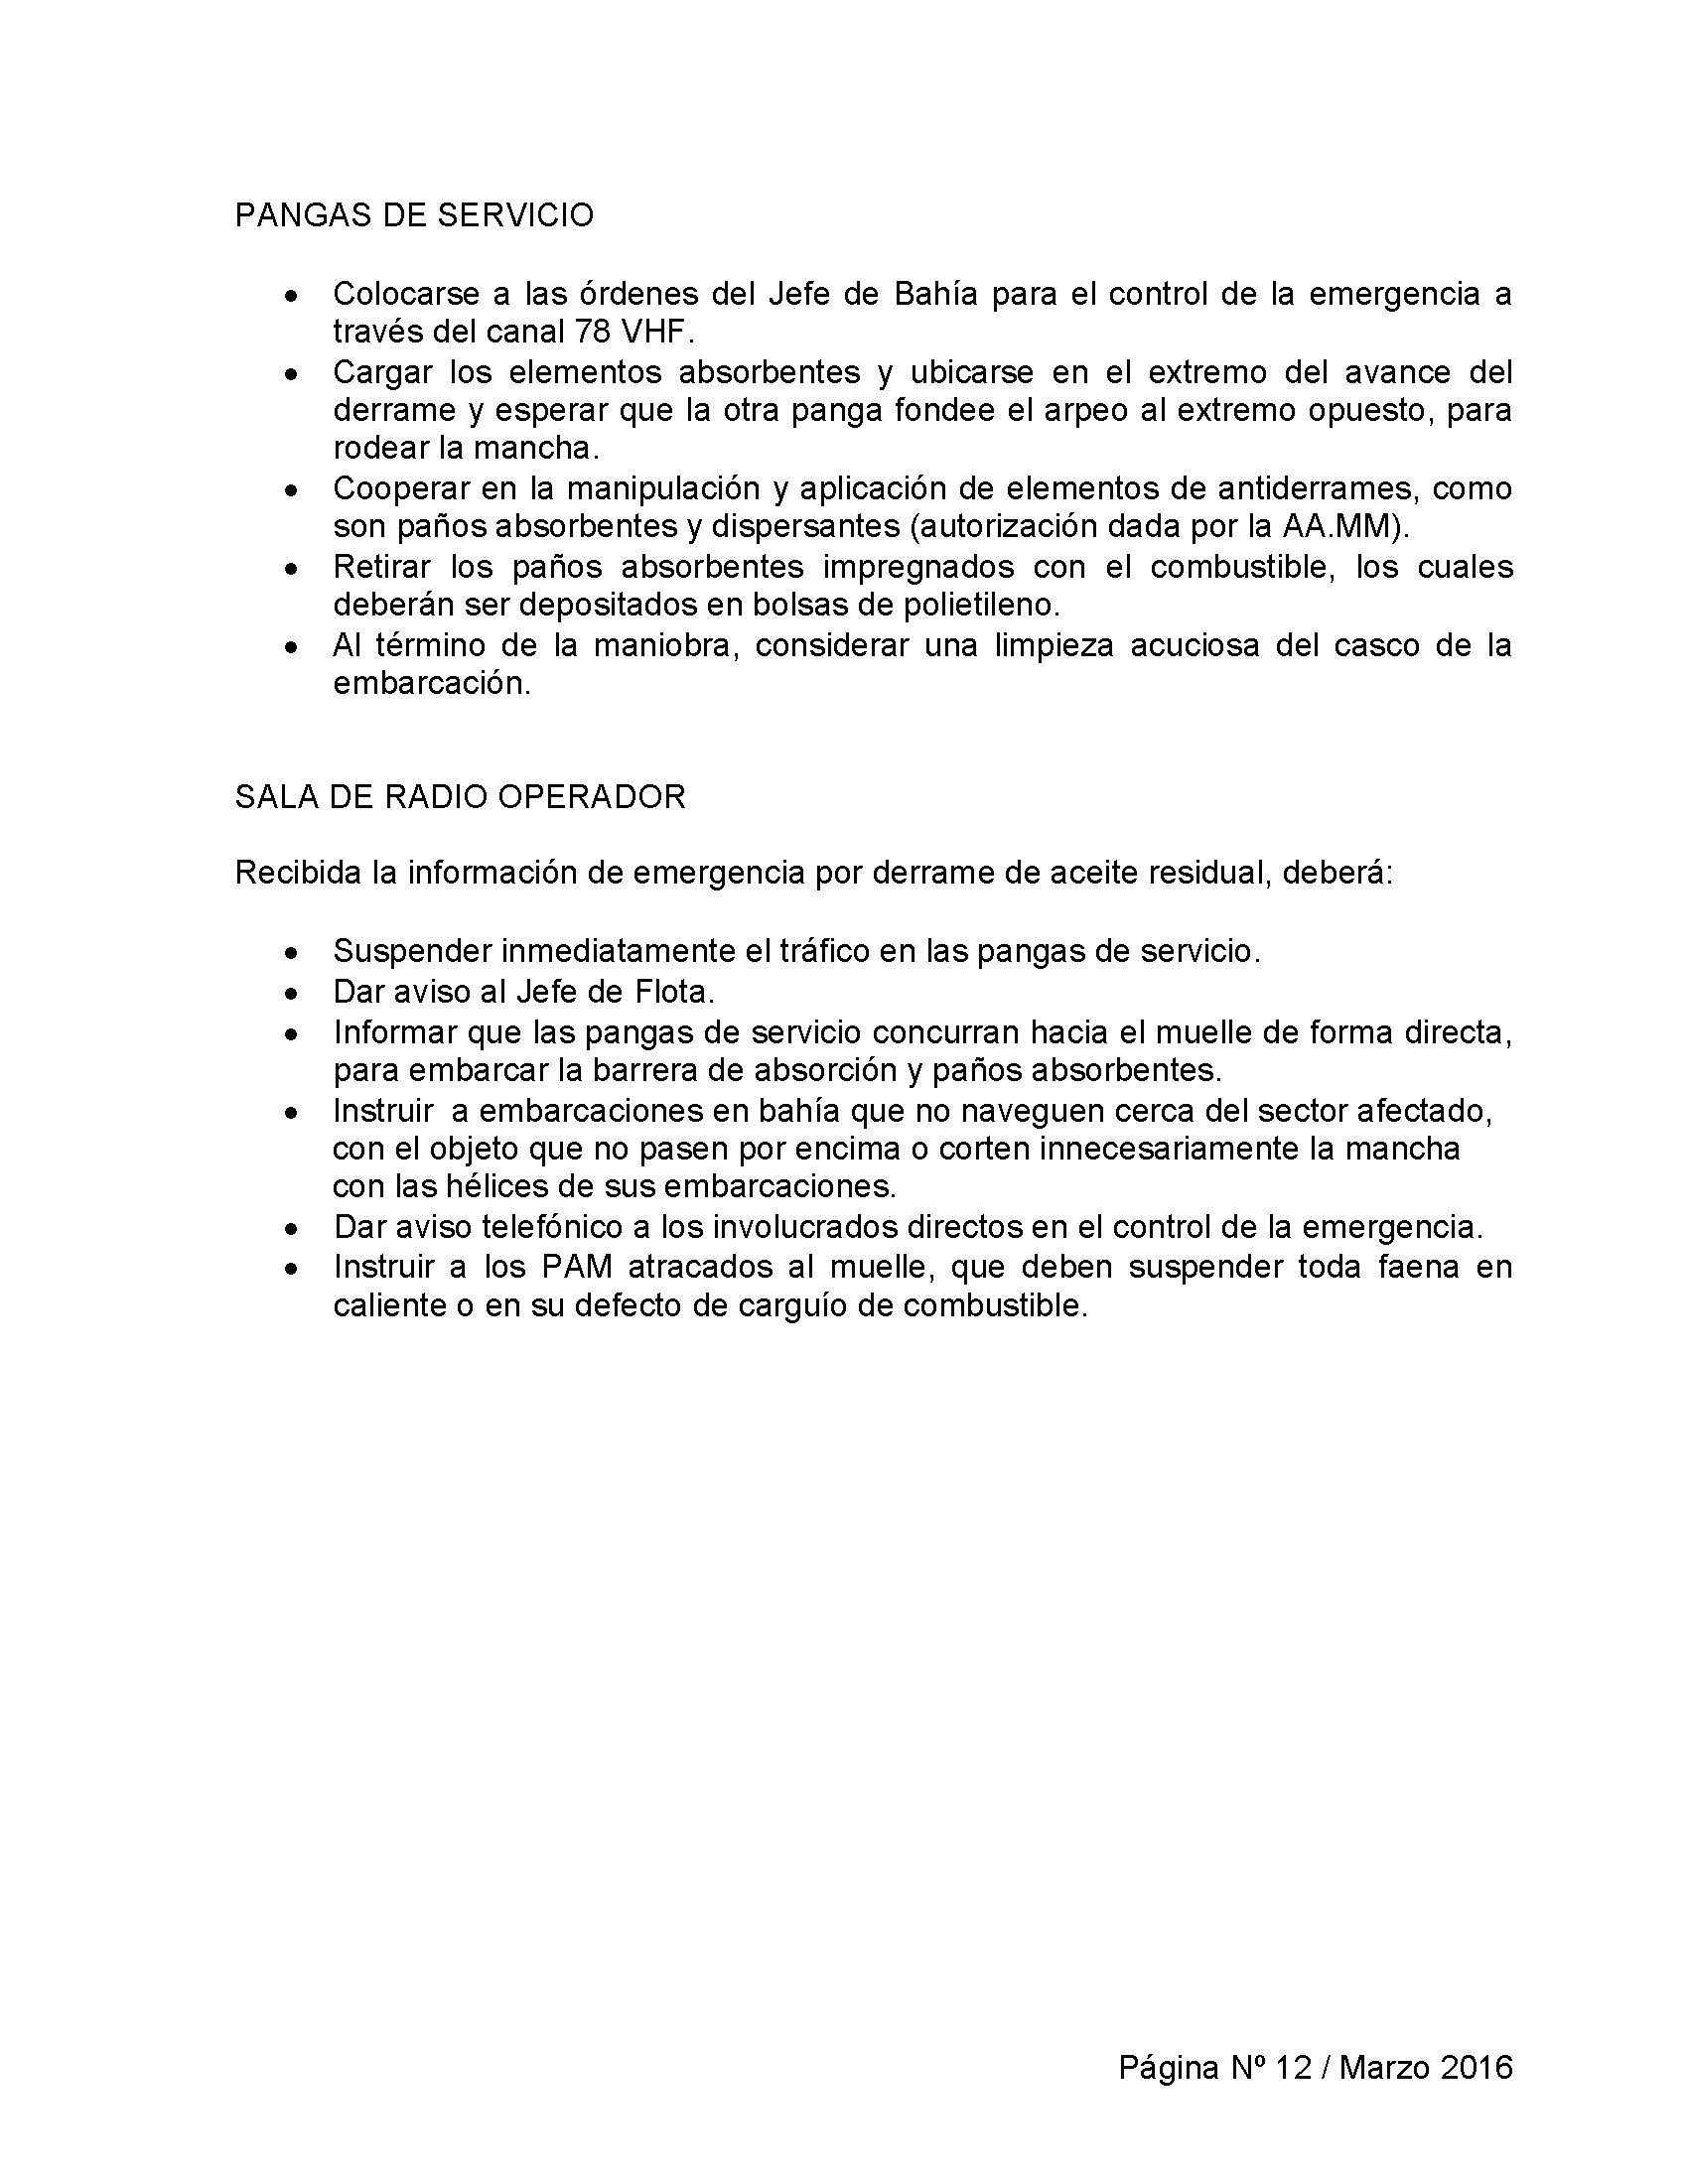 PANGAS DE SERVICIO
• Colocarse a las órdenes del Jefe de Bahía para el control de la emergencia a
través del canal 78 VHF.
• Cargar los elementos absorbentes y ubicarse en el extremo del avance del
derrame y esperar que la otra panga fondee el arpeo al extremo opuesto, para
rodear la mancha.
• Cooperar en la manipulación y aplicación de elementos de antiderrames, como
son paños absorbentes y dispersantes (autorización dada por la AA.MM).
• Retirar los paños absorbentes impregnados con el combustible, los cuales
deberán ser depositados en bolsas de polietileno.
• Al término de la maniobra, considerar una limpieza acuciosa del casco de la
embarcación.
SALA DE RADIO OPERADOR
Recibida la información de emergencia por derrame de aceite residual, deberá:
• Suspender inmediatamente el tráfico en las pangas de servicio.
• Dar aviso al Jefe de Flota.
• Informar que las pangas de servicio concurran hacia el muelle de forma directa,
para embarcar la barrera de absorción y paños absorbentes.
• Instruir  a embarcaciones en bahía que no naveguen cerca del sector afectado,
con el objeto que no pasen por encima o corten innecesariamente la mancha
con las hélices de sus embarcaciones.
• Dar aviso telefónico a los involucrados directos en el control de la emergencia.
• Instruir a los PAM atracados al muelle, que deben suspender toda faena en
caliente o en su defecto de carguío de combustible.
Página Nº 12 / Marzo 2016